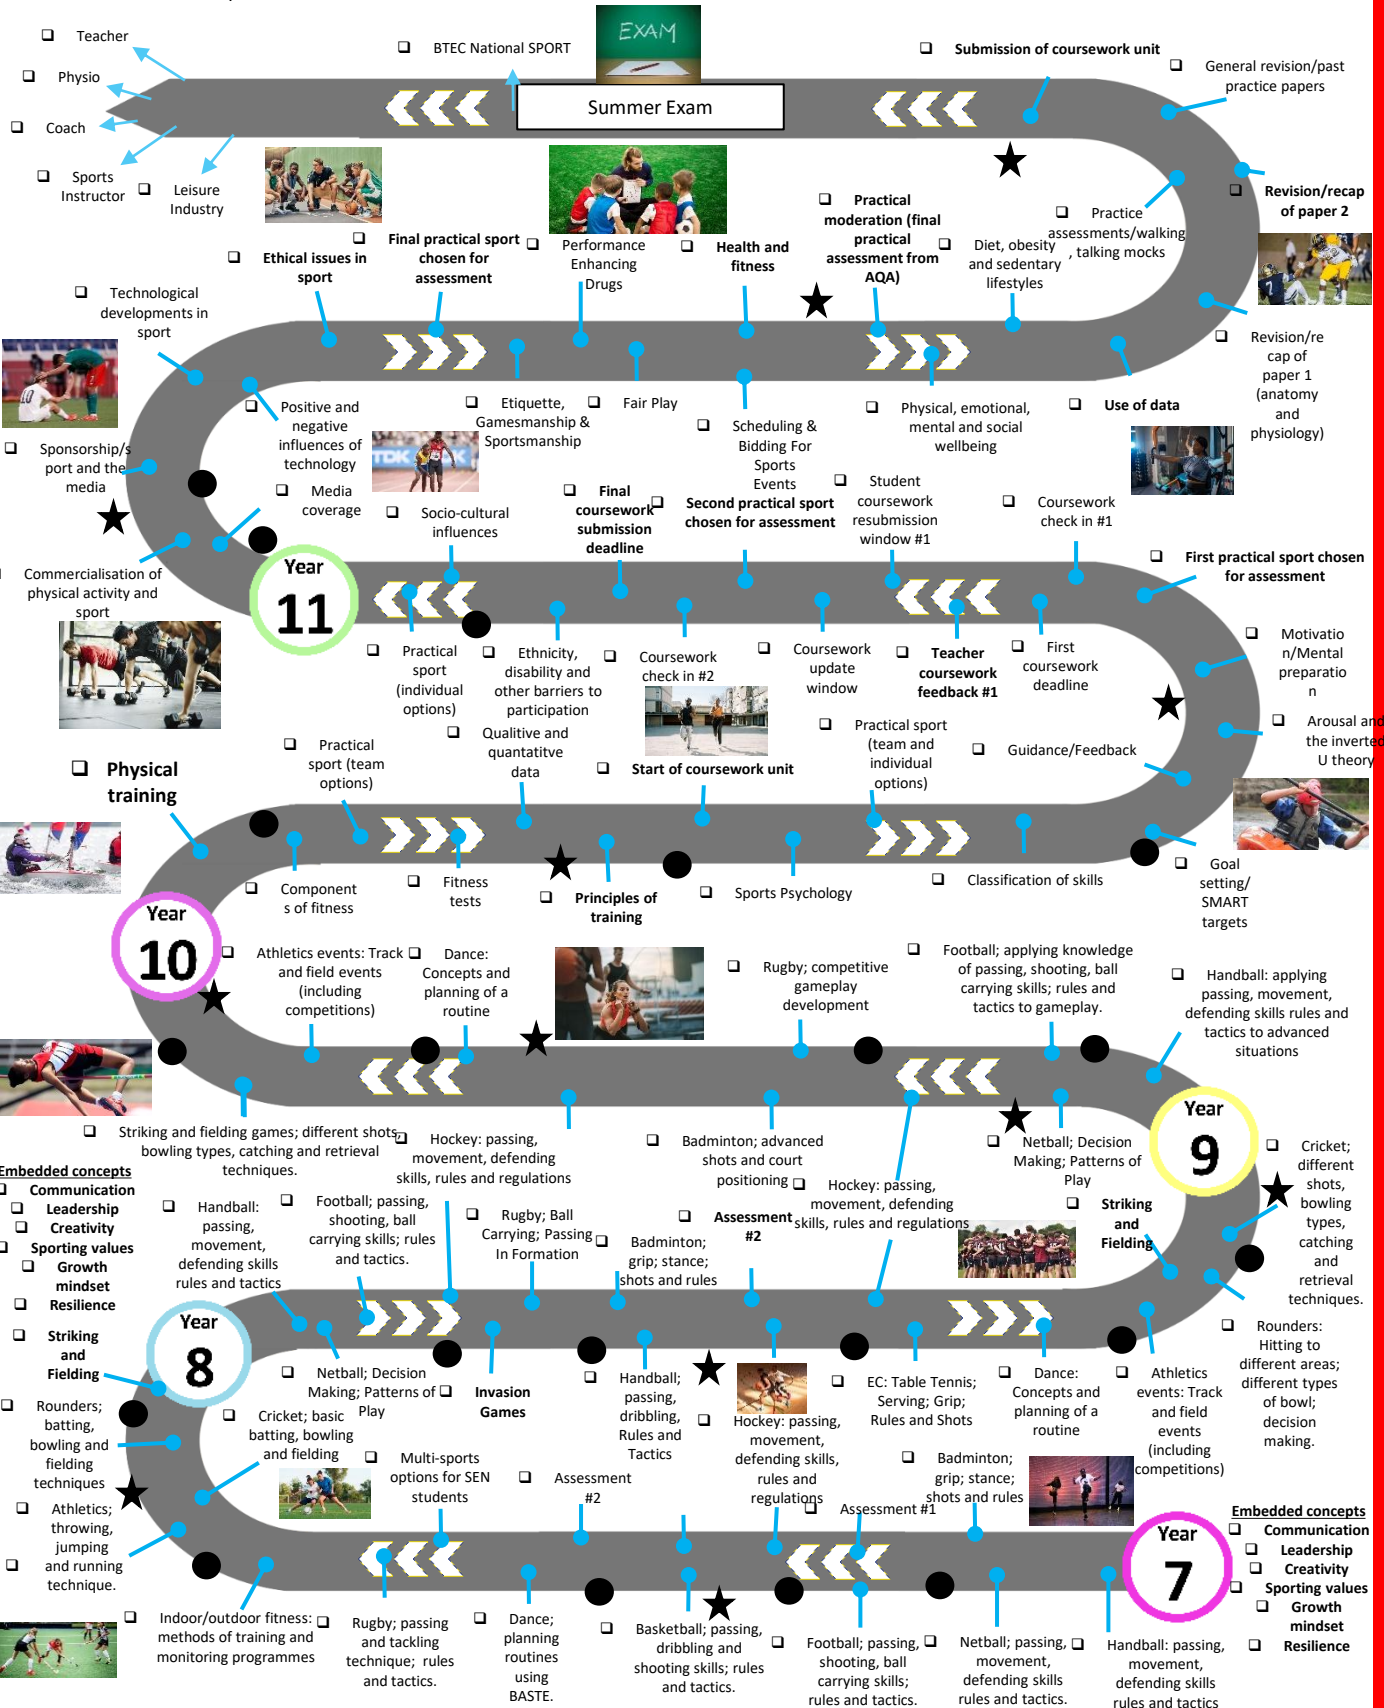 Teacher
Physio
Coach
Sports
Instructor
Leisure
Industry
BTEC National SPORT
EXAM
Summer Exam
Submission of coursework unit
General revision/past
practice papers
Revision/recap
of paper 2
Practice
assessments/walking
, talking mocks
Revision/re
cap of
paper 1
(anatomy
and
physiology)
Practical
moderation (final
practical
assessment from
AQA)
Diet, obesity
and sedentary
lifestyles
Health and
fitness
Performance
Enhancing
Drugs
Final practical sport
chosen for
assessment
Ethical issues in
sport
Technological
developments in
sport
Use of data
Physical, emotional,
mental and social
wellbeing
Scheduling &
Bidding For
Sports
Events
Fair Play
Etiquette,
Gamesmanship &
Sportsmanship
Positive and
negative
influences of
technology
TDK
10
7
Sponsorship/s
port and the
media
Media
coverage
Commercialisation of
physical activity and
sport
Year
11
Socio-cultural
influences
Final
coursework
submission
deadline
Second practical sport
chosen for assessment
Student
coursework
resubmission
window #1
Coursework
check in #1
First practical sport chosen
for assessment
Practical
sport
(individual
options)
Ethnicity,
disability and
other barriers to
participation
Coursework
check in #2
Coursework
update
window
Teacher
coursework
feedback #1
First
coursework
deadline
Motivatio
n/Mental
preparatio
n
Arousal and
the inverted
U theory
Guidance/Feedback
Practical sport
(team and
individual
options)
Start of coursework unit
Qualitive and
quantatitve
data
Practical
sport (team
options)
Physical
training
Component
s of fitness
Fitness
tests
Principles of
training
Sports Psychology
Classification of skills
Goal
setting/
SMART
targets
Year
10
Athletics events: Track
and field events
(including
competitions)
Dance:
Concepts and
planning of a
routine
Rugby; competitive
gameplay
development
Football; applying knowledge
of passing, shooting, ball
carrying skills; rules and
tactics to gameplay.
Handball: applying
passing, movement,
defending skills rules and
tactics to advanced
situations
Striking and fielding games; different shots,
bowling types, catching and retrieval
techniques.
Hockey: passing,
movement, defending
skills, rules and regulations
Badminton; advanced
shots and court
positioning
Hockey: passing,
movement, defending
skills, rules and regulations
Netball; Decision
Making; Patterns of
Play
Year
9
Cricket;
different
shots,
bowling
types,
catching
and
retrieval
techniques.
Striking
and
Fielding
Embedded concepts
Communication
Leadership
Creativity
Sporting values
Growth
mindset
Resilience
Handball:
passing,
movement,
defending skills
rules and tactics
Football; passing,
shooting, ball
carrying skills; rules
and tactics.
Rugby; Ball
Carrying; Passing
In Formation
Badminton;
grip; stance;
shots and rules
Assessment
#2
Rounders:
Hitting to
different areas;
different types
of bowl;
decision
making.
Year
8
Striking
and
Fielding
Netball; Decision
Making; Patterns of
Play
Invasion
Games
Handball;
passing,
dribbling,
Rules and
Tactics
Hockey: passing,
movement,
defending skills,
rules and
regulations
EC: Table Tennis;
Serving; Grip;
Rules and Shots
Dance:
Concepts and
planning of a
routine
Athletics
events: Track
and field
events
(including
competitions)
Rounders;
batting,
bowling and
fielding
techniques
Cricket; basic
batting, bowling
and fielding
Multi-sports
options for SEN
students
Assessment
#2
Assessment #1
Badminton;
grip; stance;
shots and rules
Athletics;
throwing,
jumping
and running
technique.
Year
7
Embedded concepts
Communication
Leadership
Creativity
Sporting values
Growth
mindset
Resilience
Indoor/outdoor fitness:
methods of training and
monitoring programmes
Rugby; passing
and tackling
technique; rules
and tactics.
Dance;
planning
routines
using
BASTE.
Basketball; passing,
dribbling and
shooting skills; rules
and tactics.
Football; passing,
shooting, ball
carrying skills;
rules and tactics.
Netball; passing,
movement,
defending skills
rules and tactics.
Handball: passing,
movement,
defending skills
rules and tactics